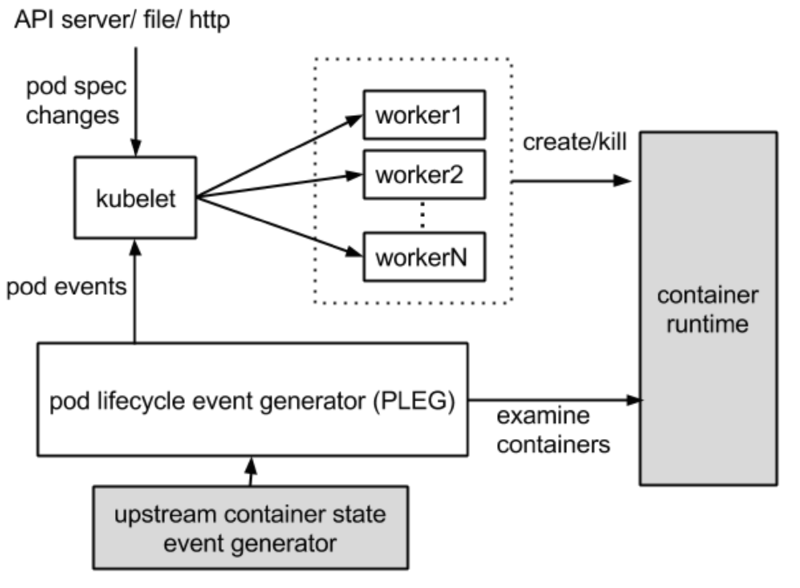 API server/ file/ http
pod spec
changes
kubelet
worker1
worker2
workerN
create/kill
container
runtime
pod events
pod lifecycle event generator (PLEG)
examine
containers
upstream container state
event generator